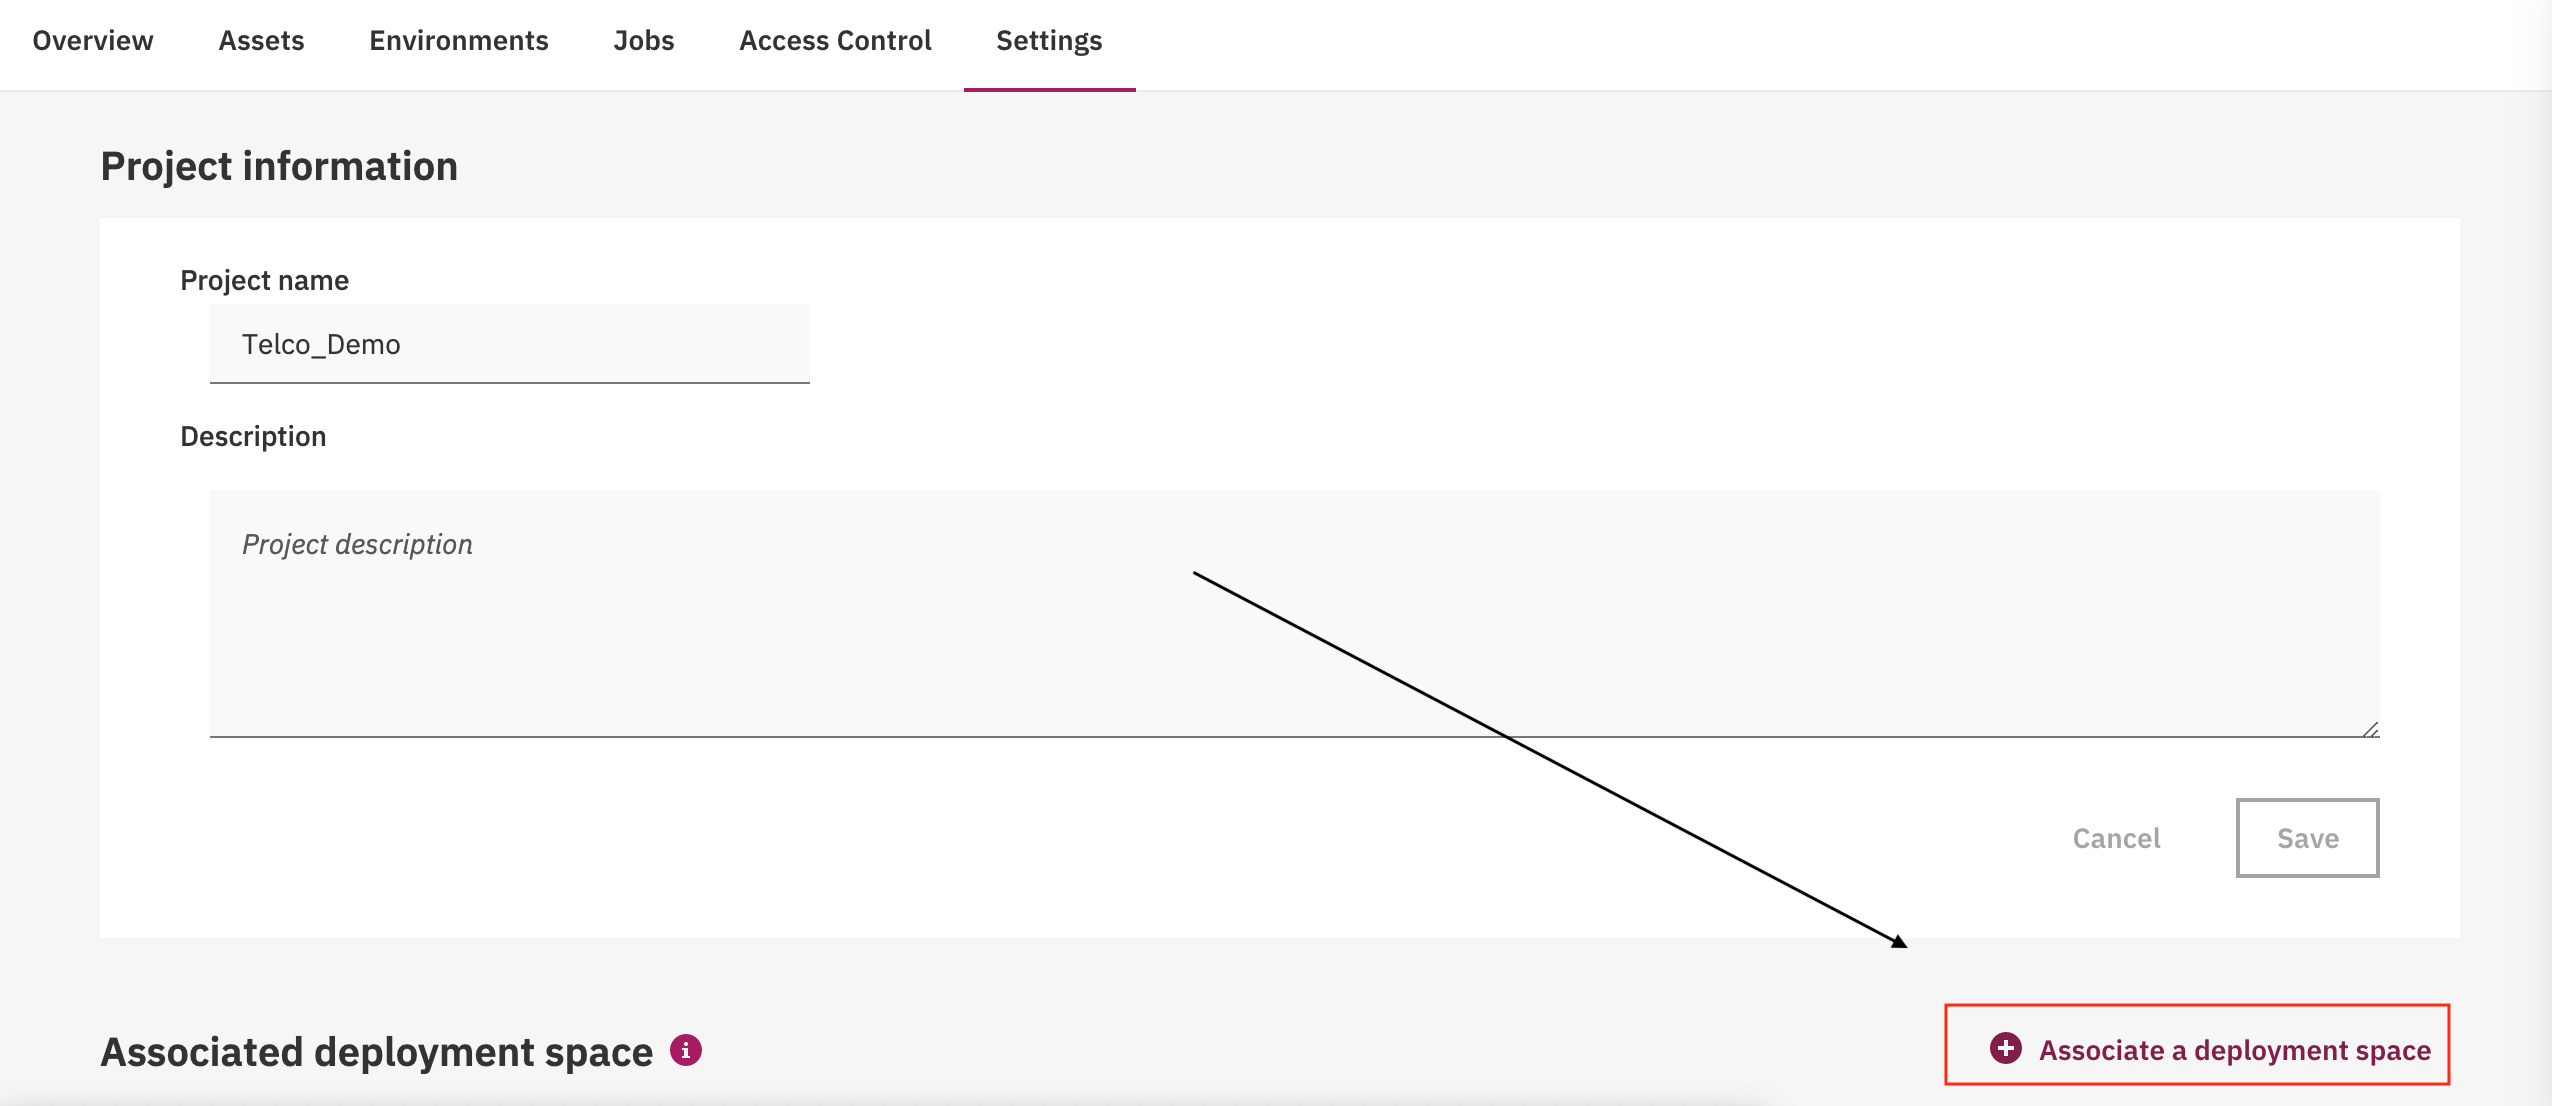 Overview Assets Environments Jobs Access Control Settings
Project information
Project name
Telco_Demo
Description
Project description
Cancel Save
Associated deployment space
Associate a deployment space